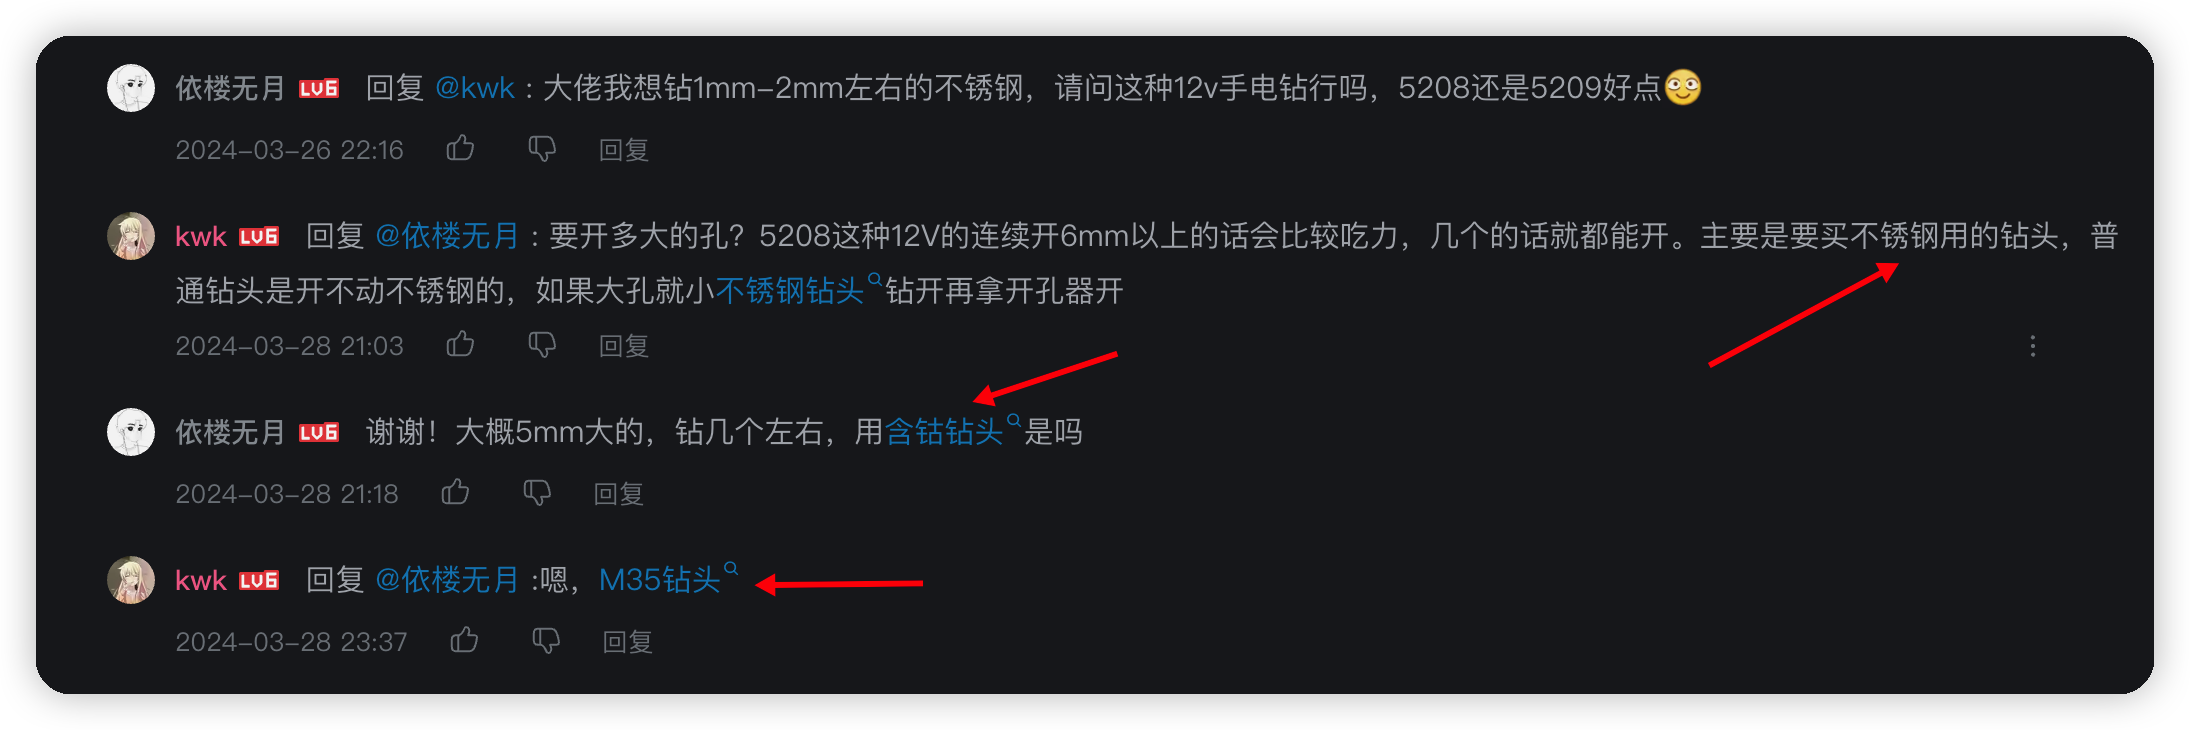 依楼无月 LV6 回复 @kwk : 大佬我想钻1mm-2mm左右的不锈钢，请问这种12v手电钻行吗，5208还是5209好点
2024-03-26 22:16 回复
kwk LV6 回复 @依楼无月 : 要开多大的孔？5208这种12V的连续开6mm以上的话会比较吃力，几个的话就都能开。主要是要买不锈钢用的钻头，普
通钻头是开不动不锈钢的，如果大孔就小不锈钢钻头钻开再拿开孔器开
2024-03-28 21:03 回复
依楼无月 LV6 谢谢！大概5mm大的，钻几个左右，用含钴钻头是吗
2024-03-28 21:18 回复
kwk LV6 回复 @依楼无月 :嗯，M35钻头
2024-03-28 23:37 回复